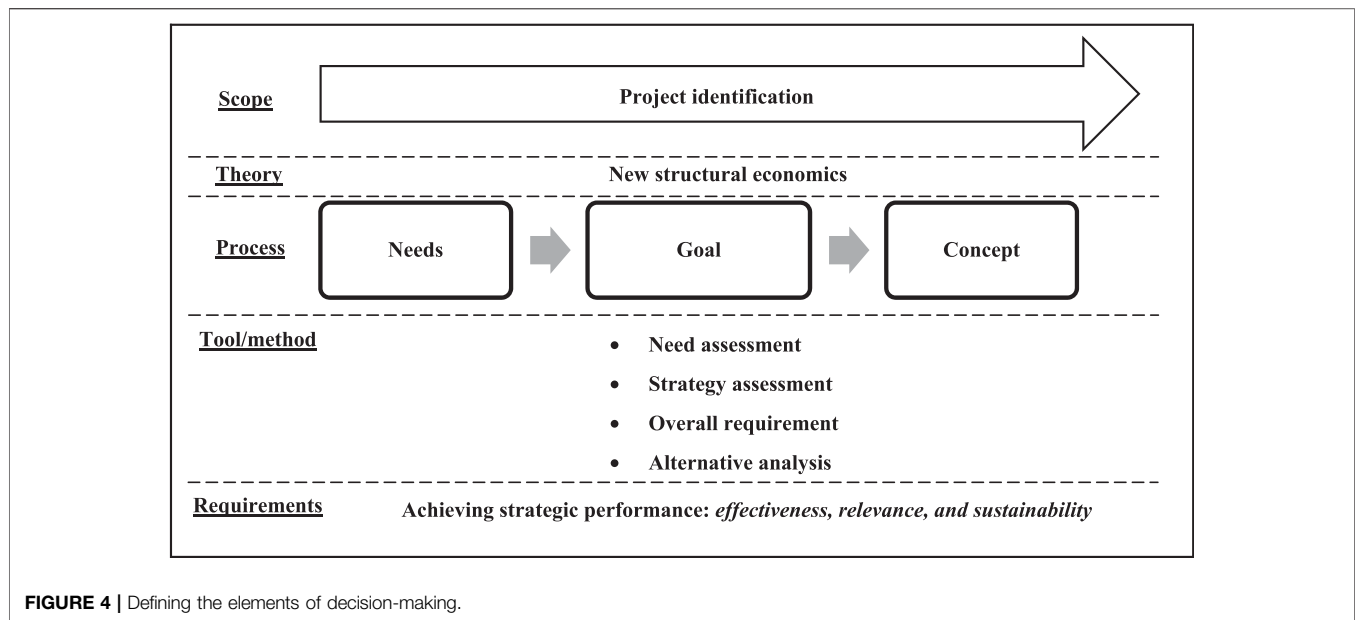 Scope
Project identification
Theory
New structural economics
Process
Needs
Goal
Concept
Tool/method
• Need assessment
• Strategy assessment
• Overall requirement
• Alternative analysis
Requirements
Achieving strategic performance: effectiveness, relevance, and sustainability
FIGURE 4 | Defining the elements of decision-making.